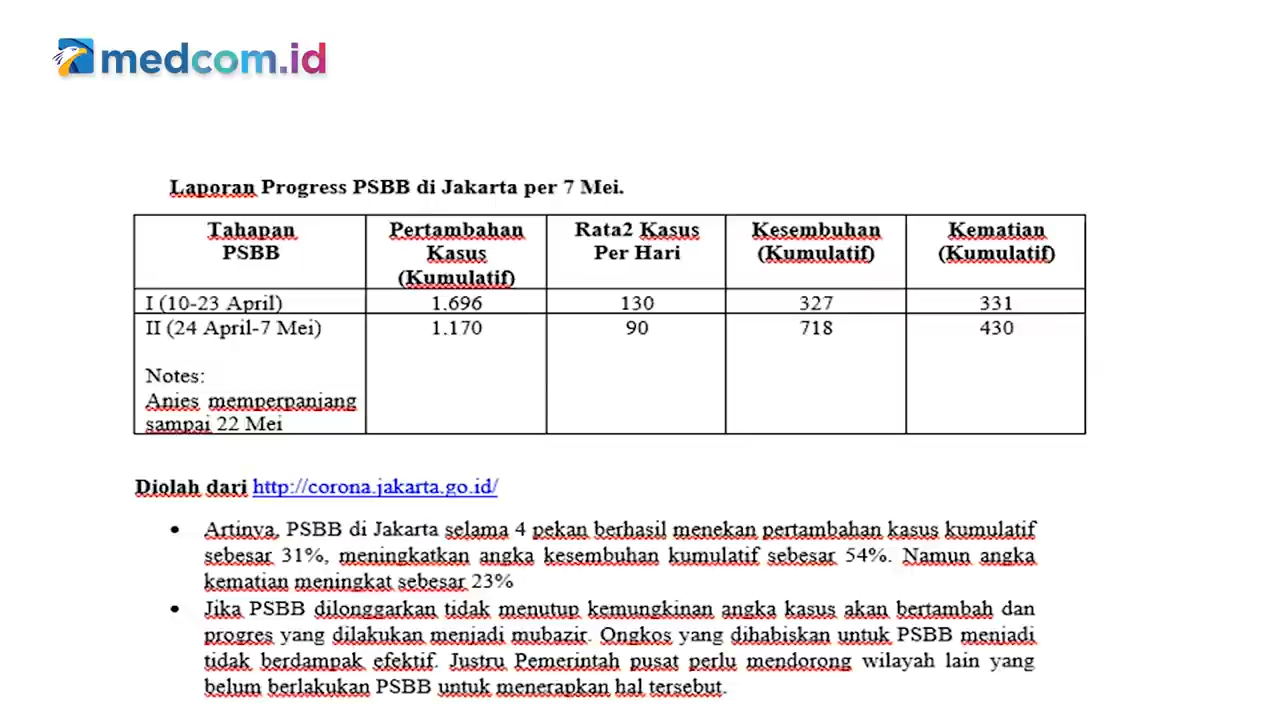 medcom.id
Laporan Progress PSBB di Jakarta per 7 Mei.
Tahapan PSBB
Pertambahan Kasus (Kumulatif)
Rata2 Kasus Per Hari
Kesembuhan (Kumulatif)
Kematian (Kumulatif)
I (10-23 April) 1.696 130 327 331
II (24 April-7 Mei) 1.170 90 718 430
Notes:
Anies memperpanjang
sampai 22 Mei
Diolah dari http://corona.jakarta.go.id/
• Artinya, PSBB di Jakarta selama 4 pekan berhasil menekan pertambahan kasus kumulatif
sebesar 31%, meningkatkan angka kesembuhan kumulatif sebesar 54%. Namun angka
kematian meningkat sebesar 23%
• Jika PSBB dilonggarkan tidak menutup kemungkinan angka kasus akan bertambah dan
progres yang dilakukan menjadi mubazir. Ongkos yang dihabiskan untuk PSBB menjadi
tidak berdampak efektif. Justru Pemerintah pusat perlu mendorong wilayah lain yang
belum berlakukan PSBB untuk menerapkan hal tersebut.